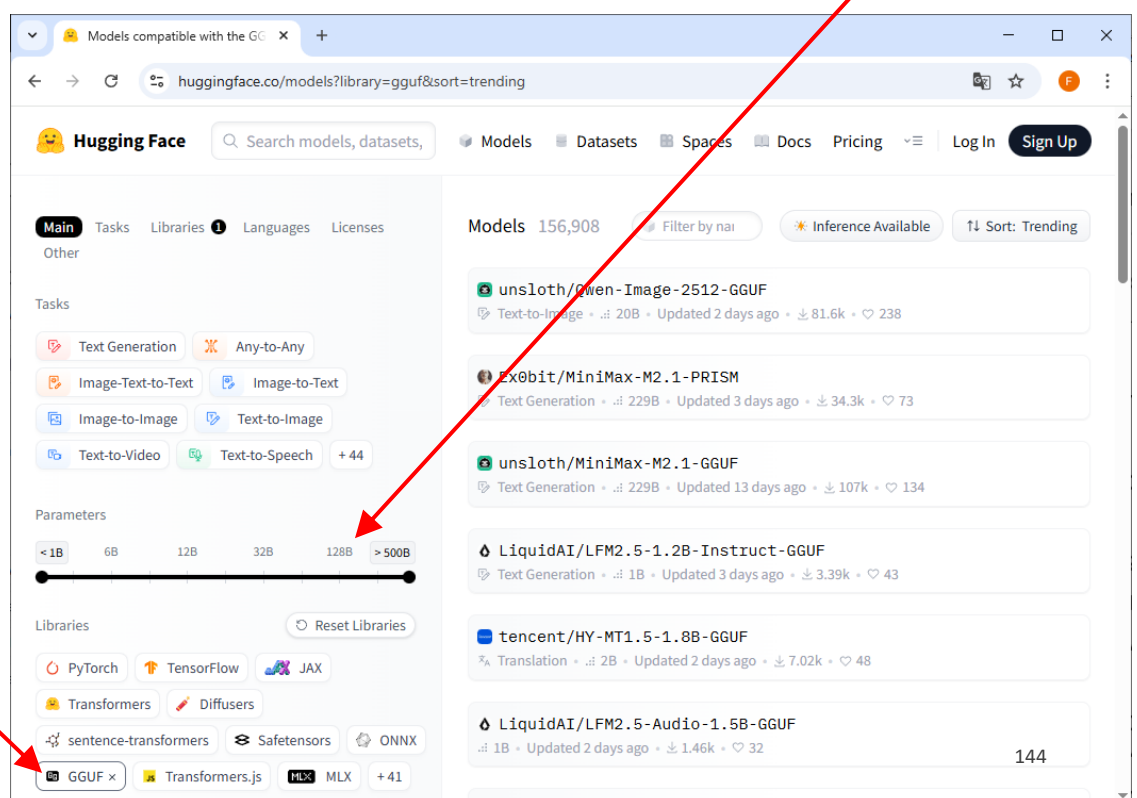 Models compatible with the GG
huggingface.co/models?library=gguf&sort=trending
F
Hugging Face
Search models, datasets,
Models
Datasets
Spaces
Docs
Pricing
Log In
Sign Up
Main
Tasks
Libraries 1
Languages
Licenses
Other
Tasks
Text Generation
Any-to-Any
Image-Text-to-Text
Image-to-Text
Image-to-Image
Text-to-Image
Text-to-Video
Text-to-Speech
+ 44
Parameters
< 1B
6B
12B
32B
128B
> 500B
Libraries
Reset Libraries
PyTorch
TensorFlow
JAX
Transformers
Diffusers
sentence-transformers
Safetensors
ONNX
GGUF ×
JS Transformers.js
MLX MLX
+ 41
Models 156,908
Filter by nai
Inference Available
Sort: Trending
unsloth/Qwen-Image-2512-GGUF
Text-to-Image • 20B • Updated 2 days ago • 81.6k • 238
Ex0bit/MiniMax-M2.1-PRISM
Text Generation • 229B • Updated 3 days ago • 34.3k • 73
unsloth/MiniMax-M2.1-GGUF
Text Generation • 229B • Updated 13 days ago • 107k • 134
LiquidAI/LFM2.5-1.2B-Instruct-GGUF
Text Generation • 1B • Updated 3 days ago • 3.39k • 43
tencent/HY-MT1.5-1.8B-GGUF
Translation • 2B • Updated 2 days ago • 7.02k • 48
LiquidAI/LFM2.5-Audio-1.5B-GGUF
1B • Updated 2 days ago • 1.46k • 32
144